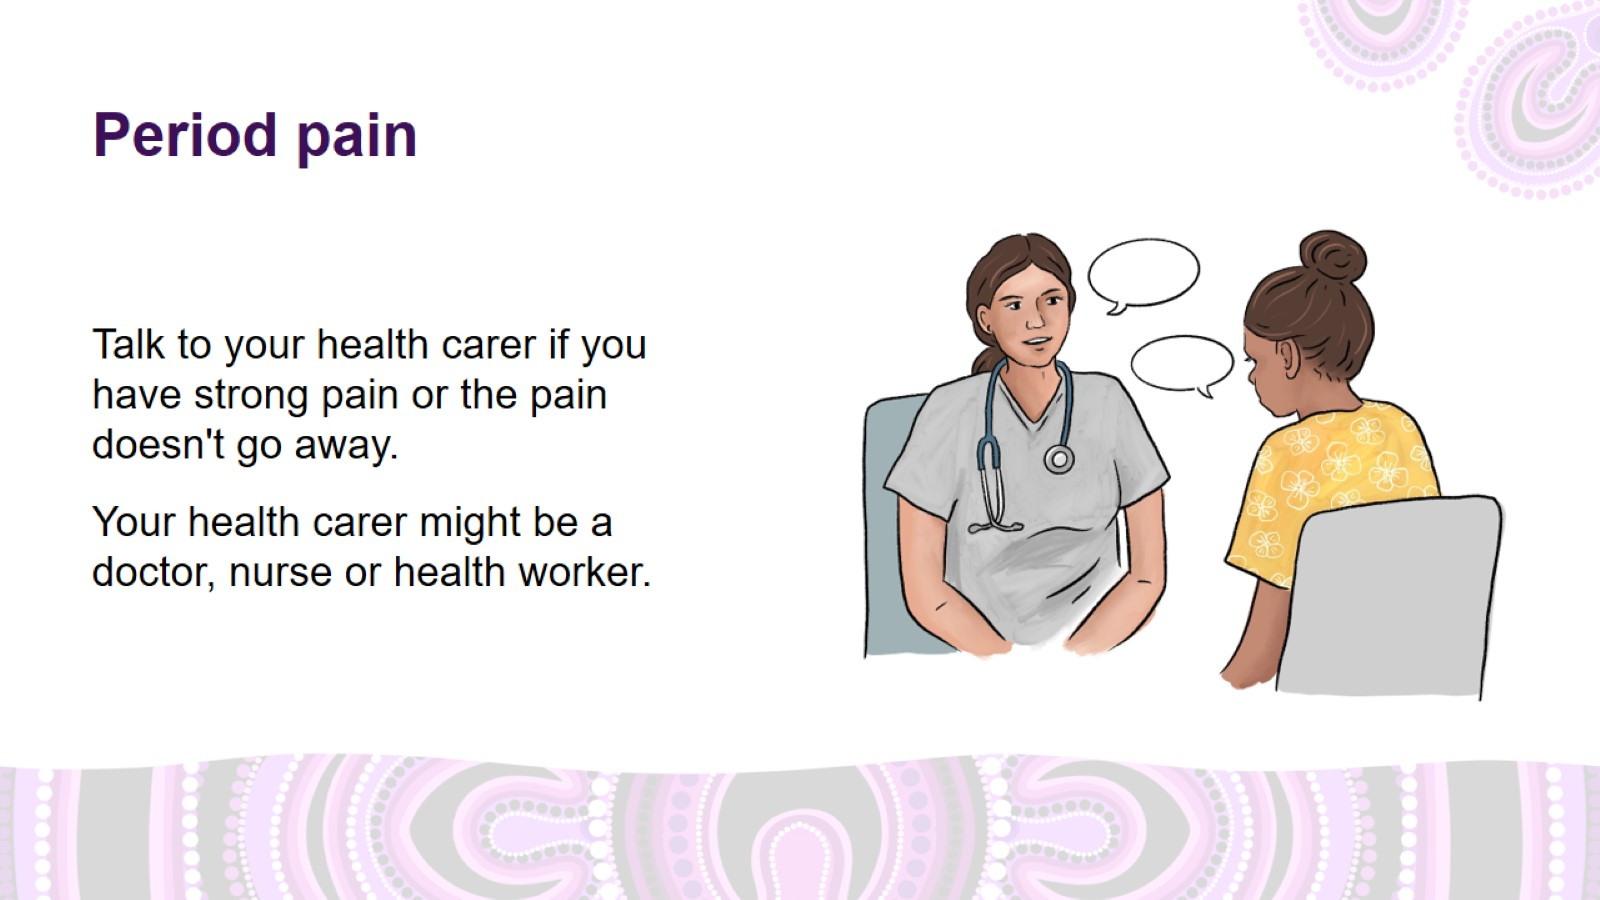 Period pain
Talk to your health carer if you
have strong pain or the pain
doesn't go away.
Your health carer might be a
doctor, nurse or health worker.